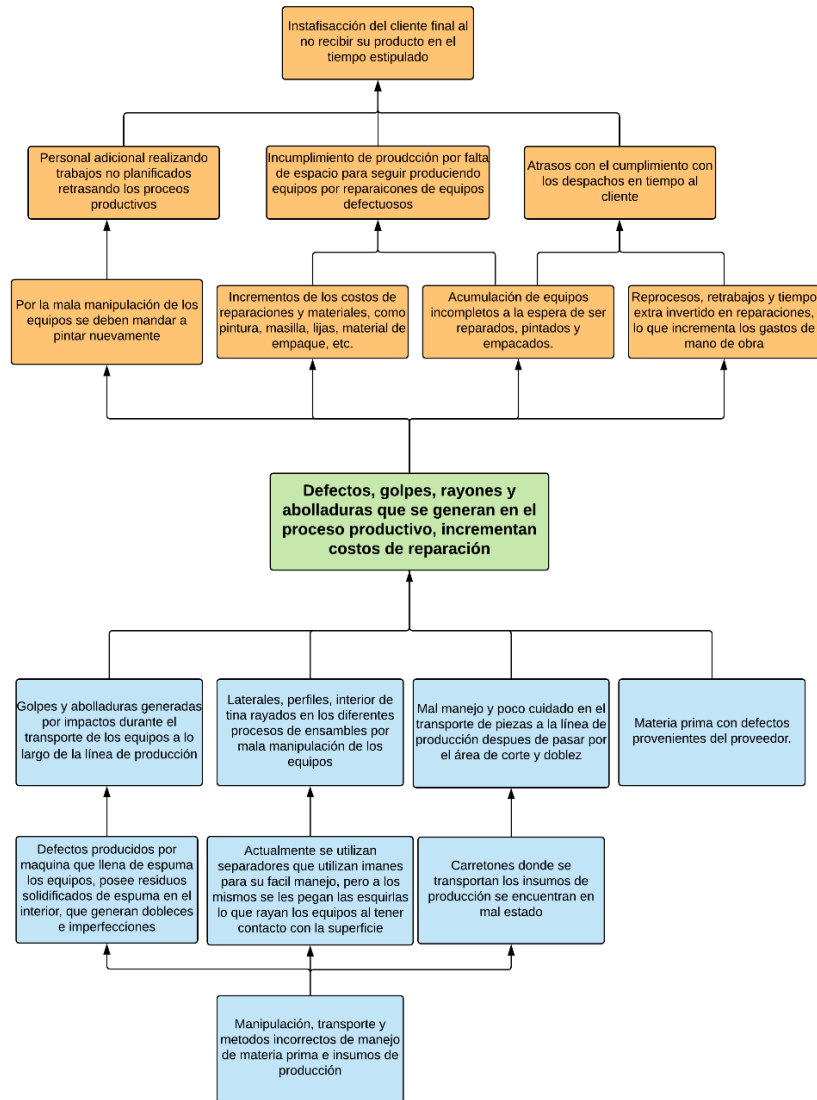 Instafisacción del cliente final al
no recibir su producto en el
tiempo estipulado
Personal adicional realizando
trabajos no planificados
retrasando los proceos
productivos
Incumplimiento de proudcción por falta
de espacio para seguir produciendo
equipos por reparaicones de equipos
defectuosos
Atrasos con el cumplimiento con
los despachos en tiempo al
cliente
Por la mala manipulación de los
equipos se deben mandar a
pintar nuevamente
Incrementos de los costos de
reparaciones y materiales, como
pintura, masilla, lijas, material de
empaque, etc.
Acumulación de equipos
incompletos a la espera de ser
reparados, pintados y
empacados.
Reprocesos, retrabajos y tiempo
extra invertido en reparaciones,
lo que incrementa los gastos de
mano de obra
Defectos, golpes, rayones y
abolladuras que se generan en el
proceso productivo, incrementan
costos de reparación
Golpes y abolladuras generadas
por impactos durante el
transporte de los equipos a lo
largo de la línea de producción
Laterales, perfiles, interior de
tina rayados en los diferentes
procesos de ensambles por
mala manipulación de los
equipos
Mal manejo y poco cuidado en el
transporte de piezas a la línea de
producción despues de pasar por
el área de corte y doblez
Materia prima con defectos
provenientes del proveedor.
Defectos producidos por
maquina que llena de espuma
los equipos, posee residuos
solidificados de espuma en el
interior, que generan dobleces
e imperfecciones
Actualmente se utilizan
separadores que utilizan imanes
para su facil manejo, pero a los
mismos se les pegan las esquirlas
lo que rayan los equipos al tener
contacto con la superficie
Carretones donde se
transportan los insumos de
producción se encuentran en
mal estado
Manipulación, transporte y
metodos incorrectos de manejo
de materia prima e insumos de
producción